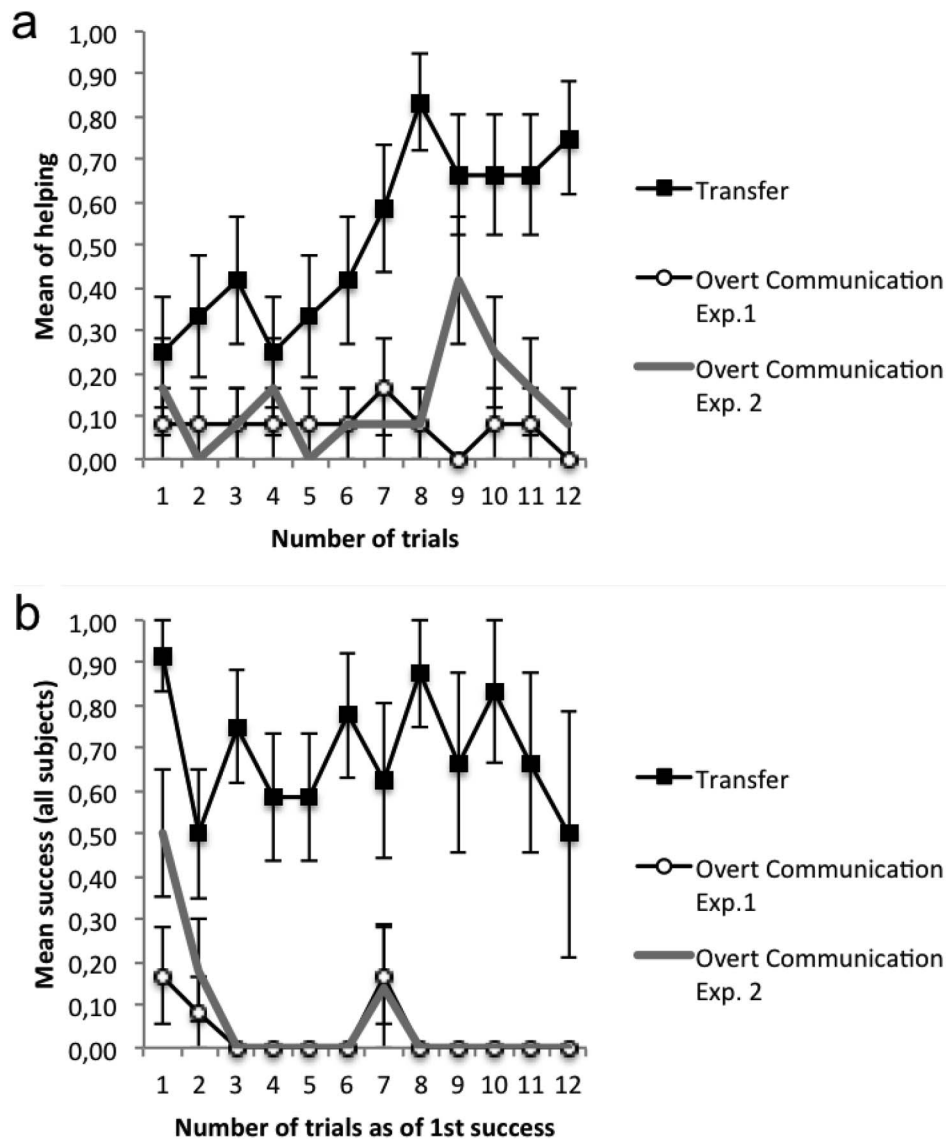 a
Mean of helping
1,00
0,90
0,80
0,70
0,60
0,50
0,40
0,30
0,20
0,10
0,00
1 2 3 4 5 6 7 8 9 10 11 12
Number of trials
Transfer
Overt Communication
Exp.1
Overt Communication
Exp. 2
b
Mean success (all subjects)
1,00
0,90
0,80
0,70
0,60
0,50
0,40
0,30
0,20
0,10
0,00
1 2 3 4 5 6 7 8 9 10 11 12
Number of trials as of 1st success
Transfer
Overt Communication
Exp.1
Overt Communication
Exp. 2